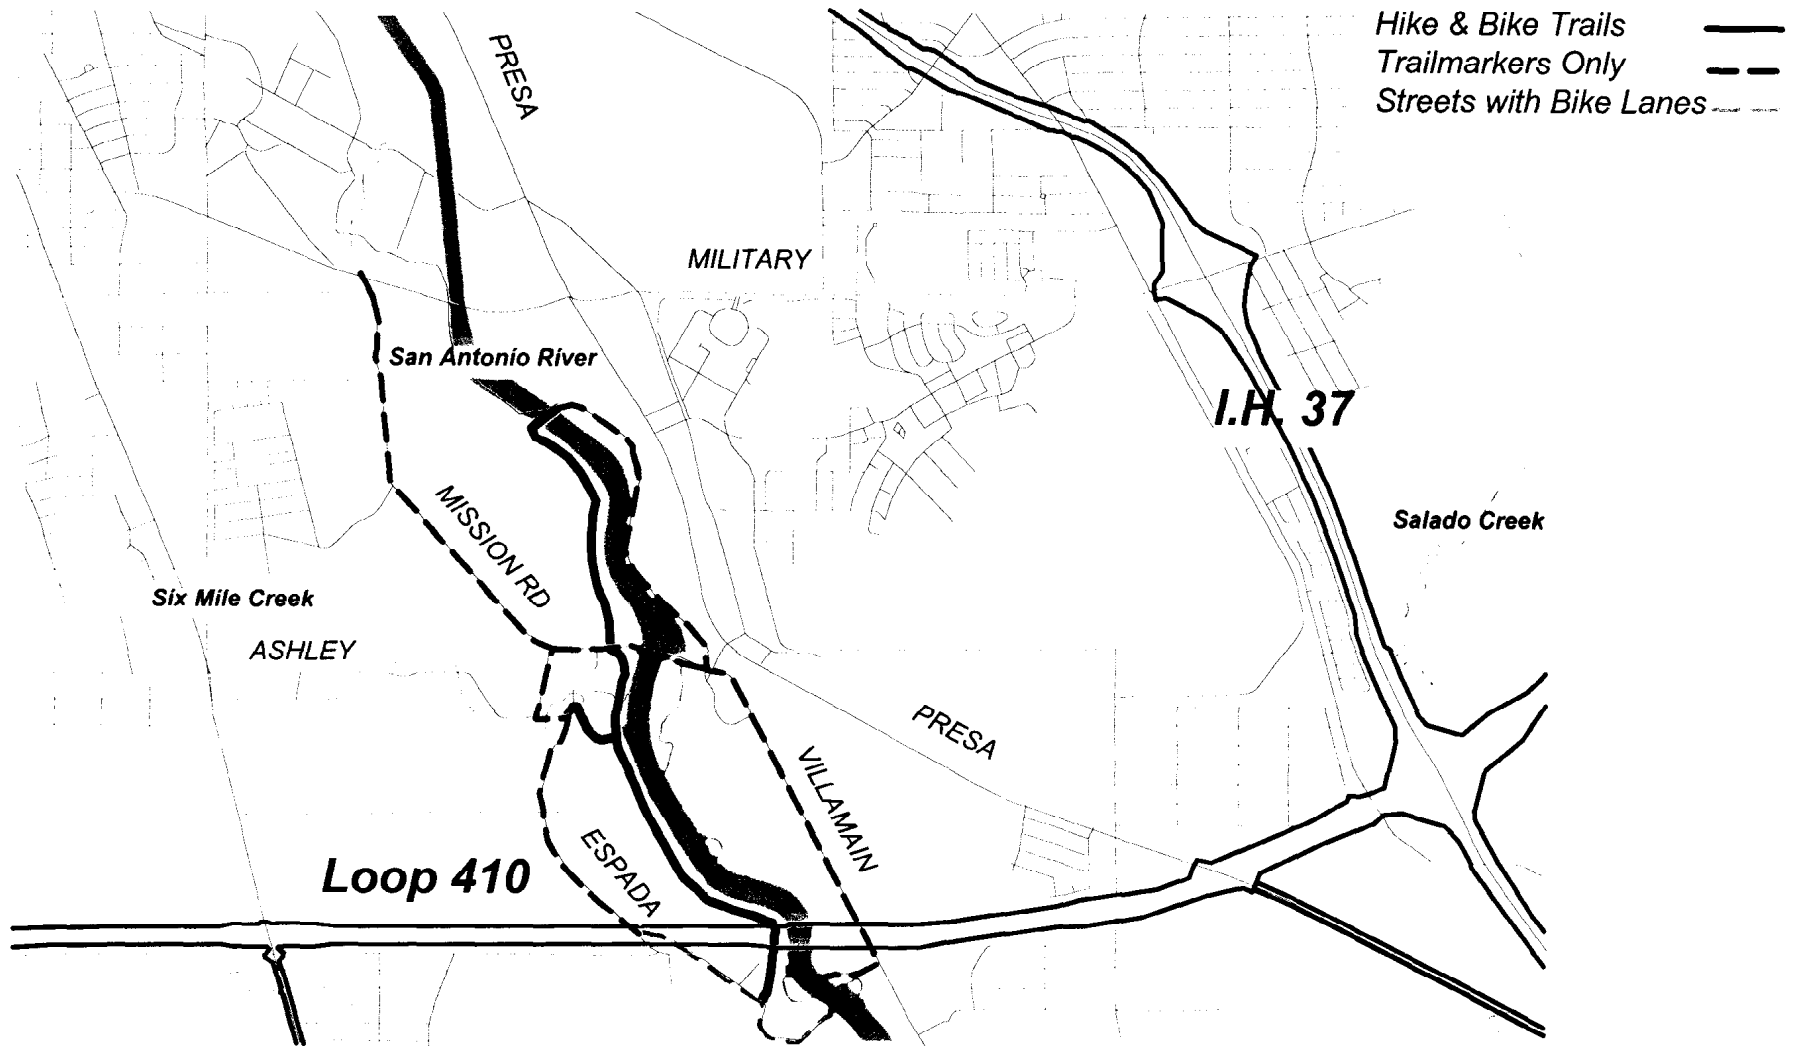 Hike & Bike Trails
Trailmarkers Only
Streets with Bike Lanes
PRESA
MILITARY
San Antonio River
I.H. 37
MISSION RD
Salado Creek
Six Mile Creek
ASHLEY
PRESA
VILLAMAIN
ESPADA
Loop 410